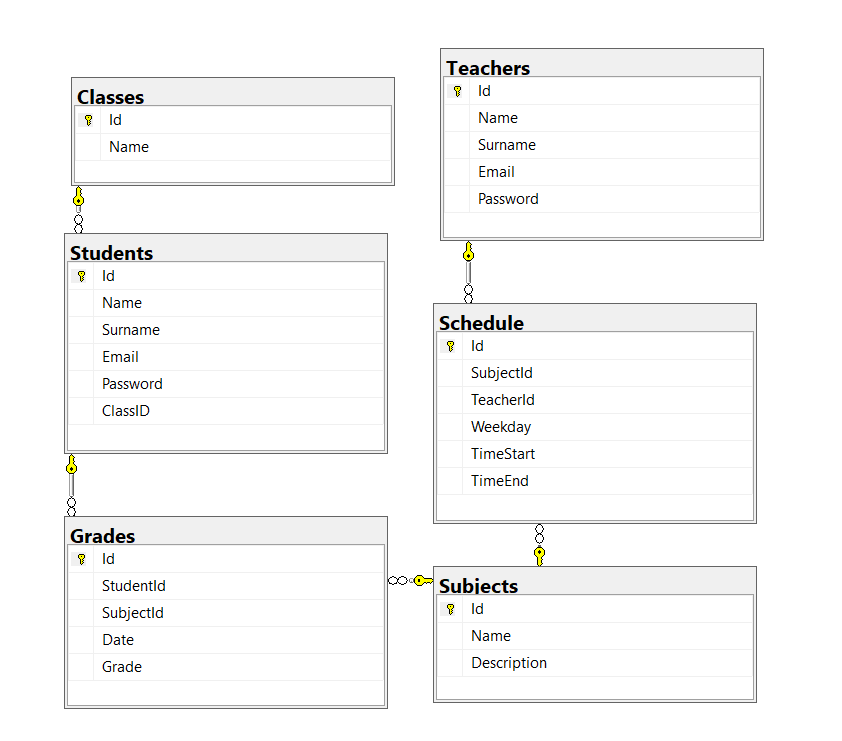 Classes
Id
Name
Students
Id
Name
Surname
Email
Password
ClassID
Grades
Id
StudentId
SubjectId
Date
Grade
Teachers
Id
Name
Surname
Email
Password
Schedule
Id
SubjectId
TeacherId
Weekday
TimeStart
TimeEnd
Subjects
Id
Name
Description